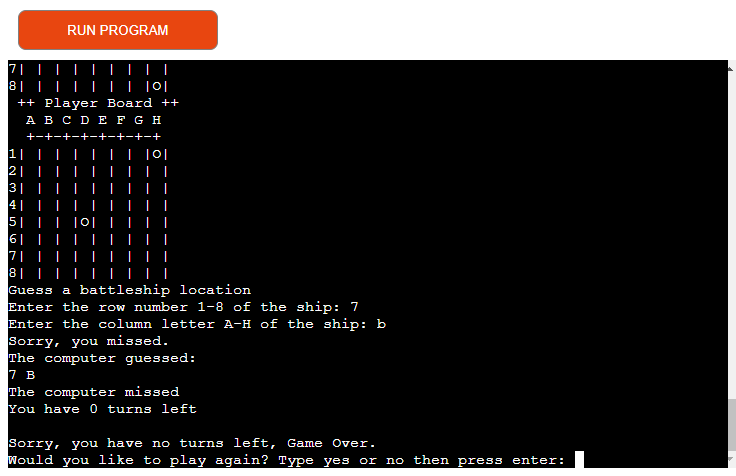 RUN PROGRAM
7| | | | | | | | |
8| | | | | | | |O|
++ Player Board ++
A B C D E F G H
+-+-+-+-+-+-+-+
1| | | | | | | |O|
2| | | | | | | | |
3| | | | | | | | |
4| | | | | | | | |
5| | | |O| | | | |
6| | | | | | | | |
7| | | | | | | | |
8| | | | | | | | |
Guess a battleship location
Enter the row number 1-8 of the ship: 7
Enter the column letter A-H of the ship: b
Sorry, you missed.
The computer guessed:
7 B
The computer missed
You have 0 turns left
Sorry, you have no turns left, Game Over.
Would you like to play again? Type yes or no then press enter: